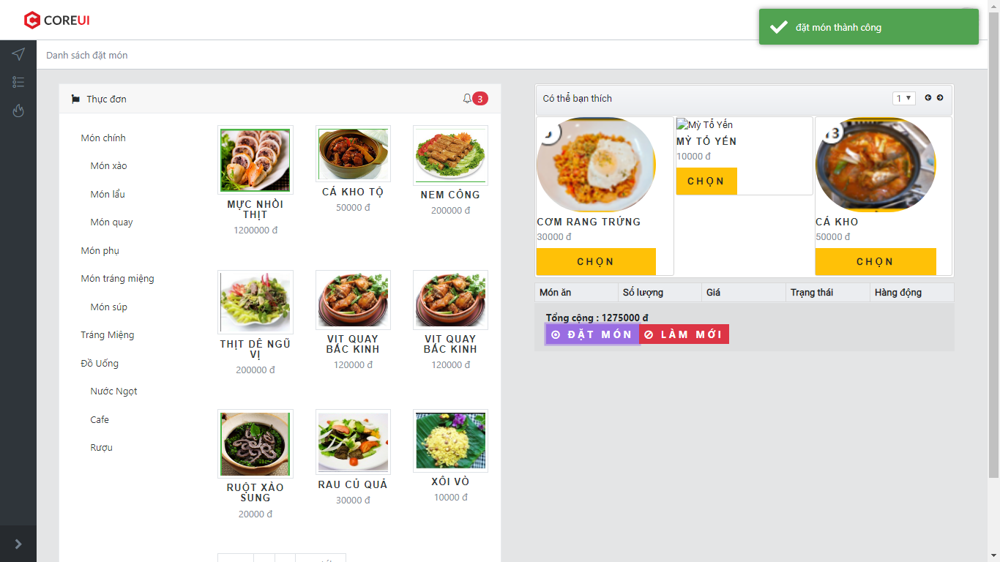 COREUI
đặt món thành công
Danh sách đặt món
Thực đơn
3
Món chính
Món xào
Món lẩu
Món quay
Món phụ
Món tráng miệng
Món súp
Tráng Miệng
Đồ Uống
Nước Ngọt
Cafe
Rượu
MỰC NHỒI
THỊT
1200000 đ
CÁ KHO TỘ
50000 đ
NEM CÔNG
200000 đ
THỊT DÊ NGŨ
VỊ
200000 đ
VIT QUAY
BẮC KINH
120000 đ
VIT QUAY
BẮC KINH
120000 đ
RUỘT XÀO
SUNG
20000 đ
RAU CỦ QUẢ
30000 đ
XÔI VÒ
10000 đ
Có thể bạn thích
1
CƠM RANG TRỨNG
30000 đ
CHỌN
Mỳ Tổ Yến
MỲ TỔ YẾN
10000 đ
CHỌN
13
CÁ KHO
50000 đ
CHỌN
Món ăn Số lượng Giá Trạng thái Hàng động
Tổng cộng : 1275000 đ
ĐẶT MÓN LÀM MỚI